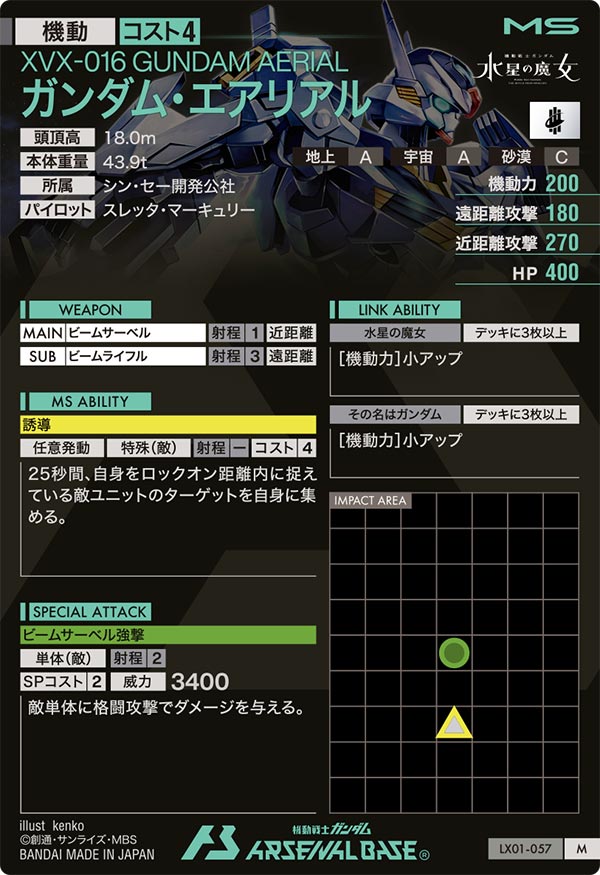 機動 コスト4 MS
XVX-016 GUNDAM AERIAL
機動戦士ガンダム
水星の魔女
ガンダム・エアリアル
頭頂高 18.0m
本体重量 43.9t
地上 A 宇宙 A 砂漠 C
所属 シン・セー開発公社
機動力 200
パイロット スレッタ・マーキュリー
遠距離攻撃 180
近距離攻撃 270
HP 400
WEAPON
MAIN ビームサーベル 射程 1 近距離
SUB ビームライフル 射程 3 遠距離
MS ABILITY
誘導
任意発動 特殊(敵) 射程 ー コスト 4
25秒間、自身をロックオン距離内に捉え
ている敵ユニットのターゲットを自身に集
める。
SPECIAL ATTACK
ビームサーベル強撃
単体(敵) 射程 2
SPコスト 2 威力 3400
敵単体に格闘攻撃でダメージを与える。
LINK ABILITY
水星の魔女 デッキに3枚以上
[機動力]小アップ
その名はガンダム デッキに3枚以上
[機動力]小アップ
IMPACT AREA
illust kenko
©創通・サンライズ・MBS
BANDAI MADE IN JAPAN
機動戦士ガンダム
AB ARSENAL BASE®
LX01-057 M